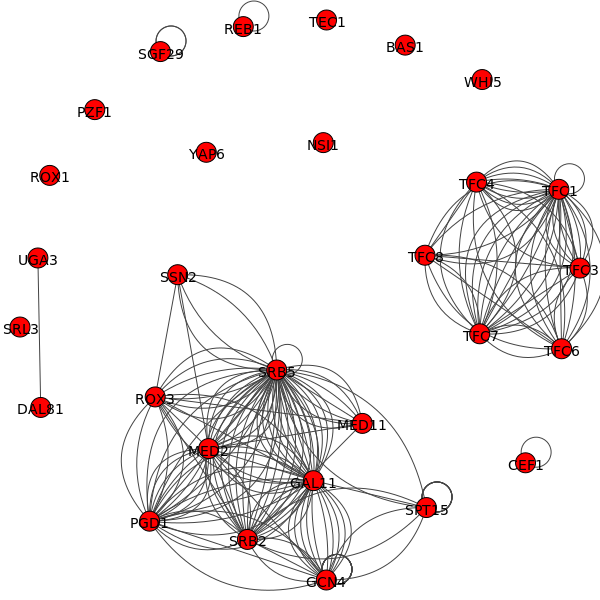 TEC1
REB1
BAS1
SGF29
WHI5
PZF1
NSI1
YAP6
ROX1
TFC4
TFC1
TFC8
UGA3
TFC3
SSN2
SRL3
TFC7
TFC6
SRB5
ROX3
DAL81
MED11
MED2
CEF1
GAL11
SPT15
PGD1
SRB2
GCN4